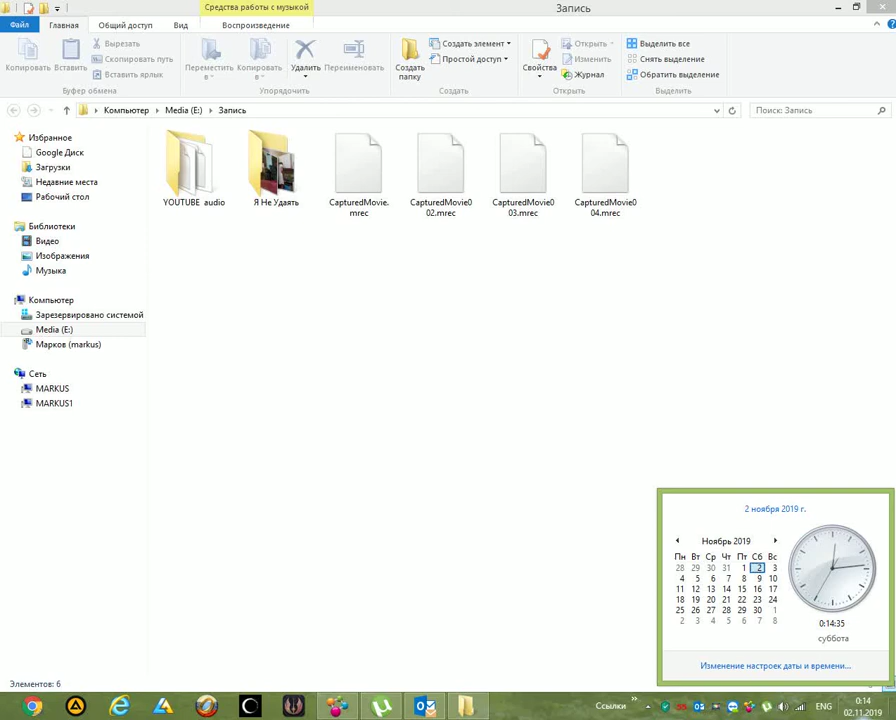 Средства работы с музыкой
Запись
Файл
Главная
Общий доступ
Вид
Воспроизведение
Копировать
Вставить
Вырезать
Скопировать путь
Вставить ярлык
Буфер обмена
Переместить в
Копировать в
Удалить
Переименовать
Упорядочить
Создать папку
Создать элемент
Простой доступ
Создать
Свойства
Открыть
Изменить
Журнал
Открыть
Выделить все
Снять выделение
Обратить выделение
Выделить
Компьютер
Media (E:)
Запись
Поиск: Запись
Избранное
Google Диск
Загрузки
Недавние места
Рабочий стол
Библиотеки
Видео
Изображения
Музыка
Компьютер
Зарезервировано системой
Media (E:)
Марков (markus)
Сеть
MARKUS
MARKUS1
YOUTUBE audio
Я Не Удаять
CapturedMovie.
mrec
CapturedMovie0
02.mrec
CapturedMovie0
03.mrec
CapturedMovie0
04.mrec
2 ноября 2019 г.
Ноябрь 2019
Пн Вт Ср Чт Пт Сб Вс
28 29 30 31 1 2 3
4 5 6 7 8 9 10
11 12 13 14 15 16 17
18 19 20 21 22 23 24
25 26 27 28 29 30 1
2 3 4 5 6 7 8
0:14:35
суббота
Изменение настроек даты и времени...
Элементов: 6
Ссылки
ENG
0:14
02.11.2019